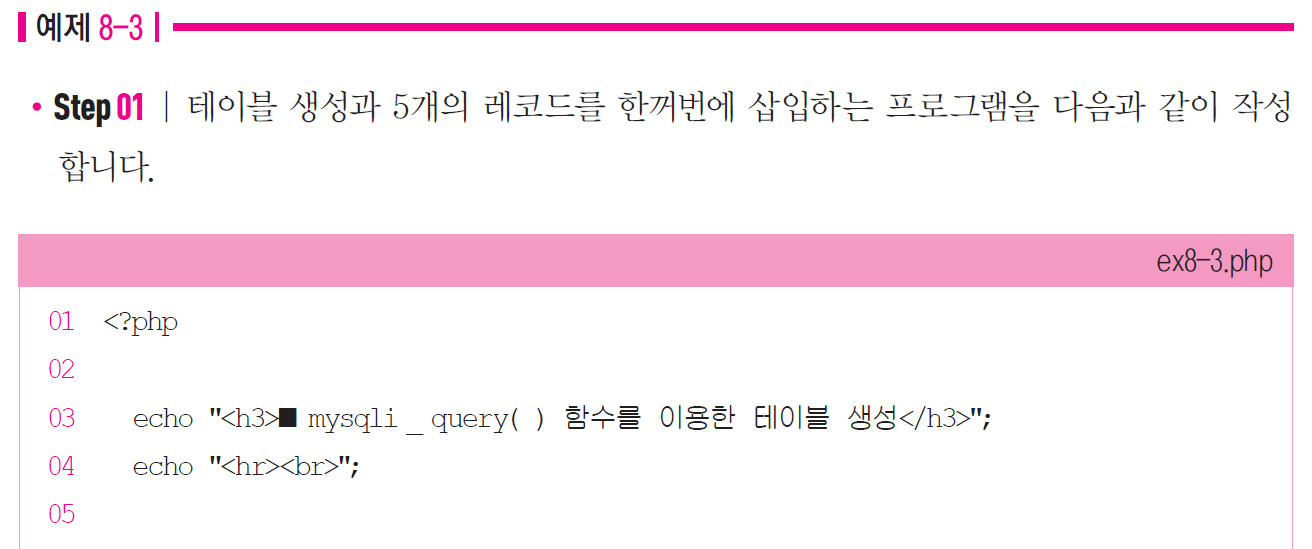 예제 8-3
• Step 01 | 테이블 생성과 5개의 레코드를 한꺼번에 삽입하는 프로그램을 다음과 같이 작성
합니다.
ex8-3.php
01 <?php
02
03 echo "<h3>■ mysqli _ query( ) 함수를 이용한 테이블 생성</h3>";
04 echo "<hr><br>";
05